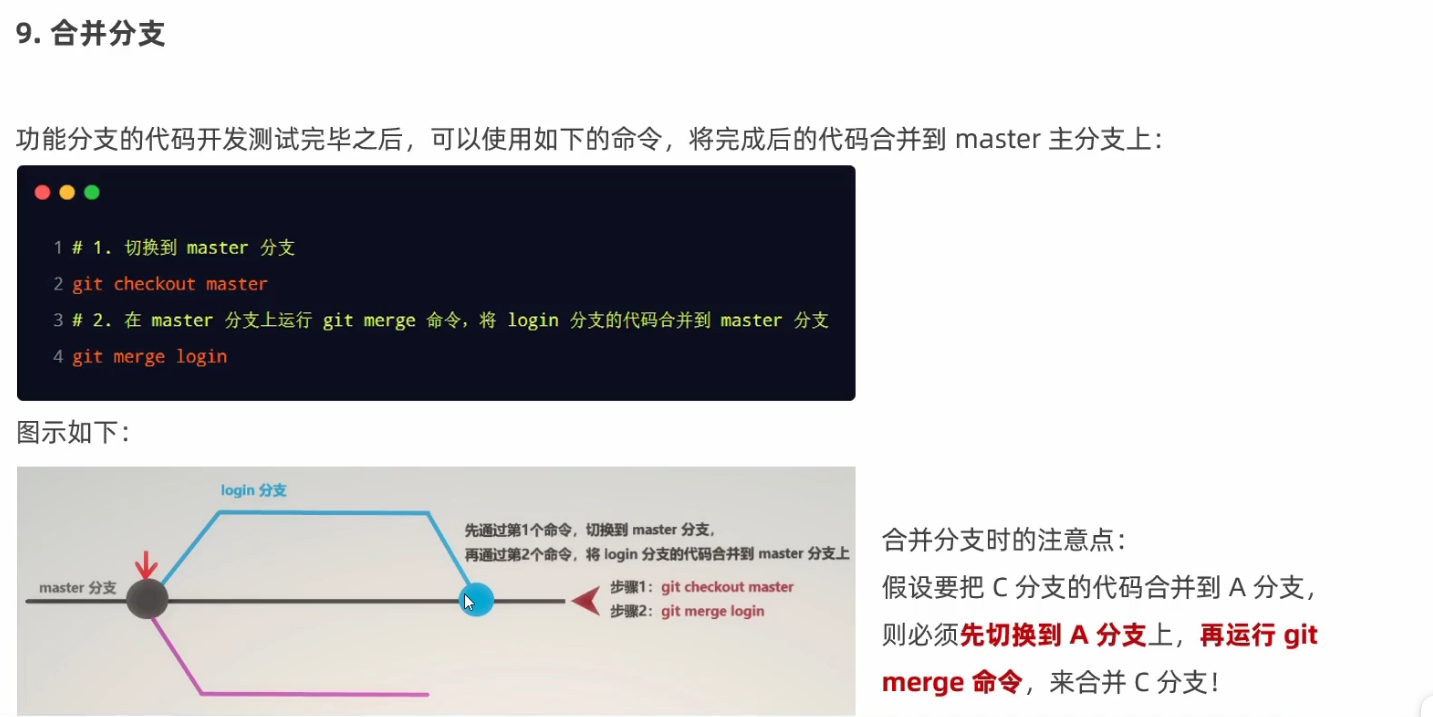 9. 合并分支
功能分支的代码开发测试完毕之后，可以使用如下的命令，将完成后的代码合并到 master 主分支上：
1 # 1. 切换到 master 分支
2 git checkout master
3 # 2. 在 master 分支上运行 git merge 命令，将 login 分支的代码合并到 master 分支
4 git merge login
图示如下：
login 分支
先通过第1个命令，切换到 master 分支，
再通过第2个命令，将 login 分支的代码合并到 master 分支上
master 分支
步骤1：git checkout master
步骤2：git merge login
合并分支时的注意点：
假设要把 C 分支的代码合并到 A 分支，
则必须先切换到 A 分支上，再运行 git
merge 命令，来合并 C 分支！